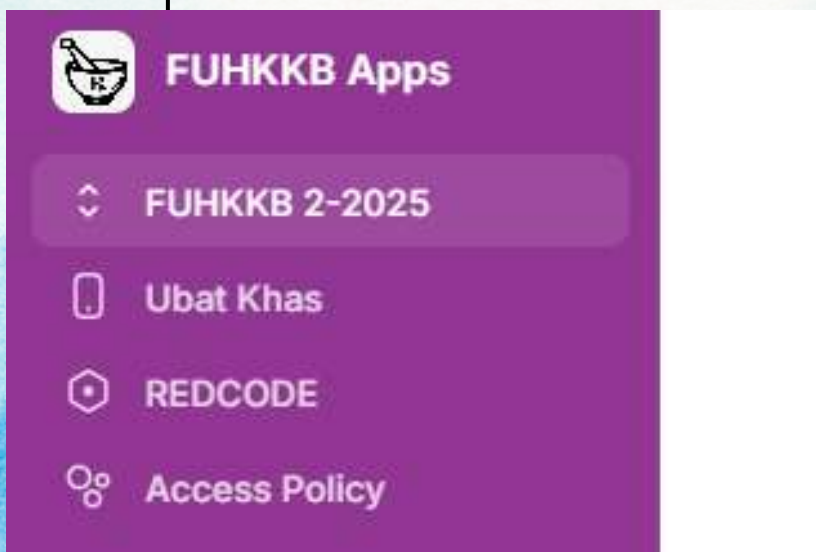 FUHKKB Apps
FUHKKB 2-2025
Ubat Khas
REDCODE
Access Policy